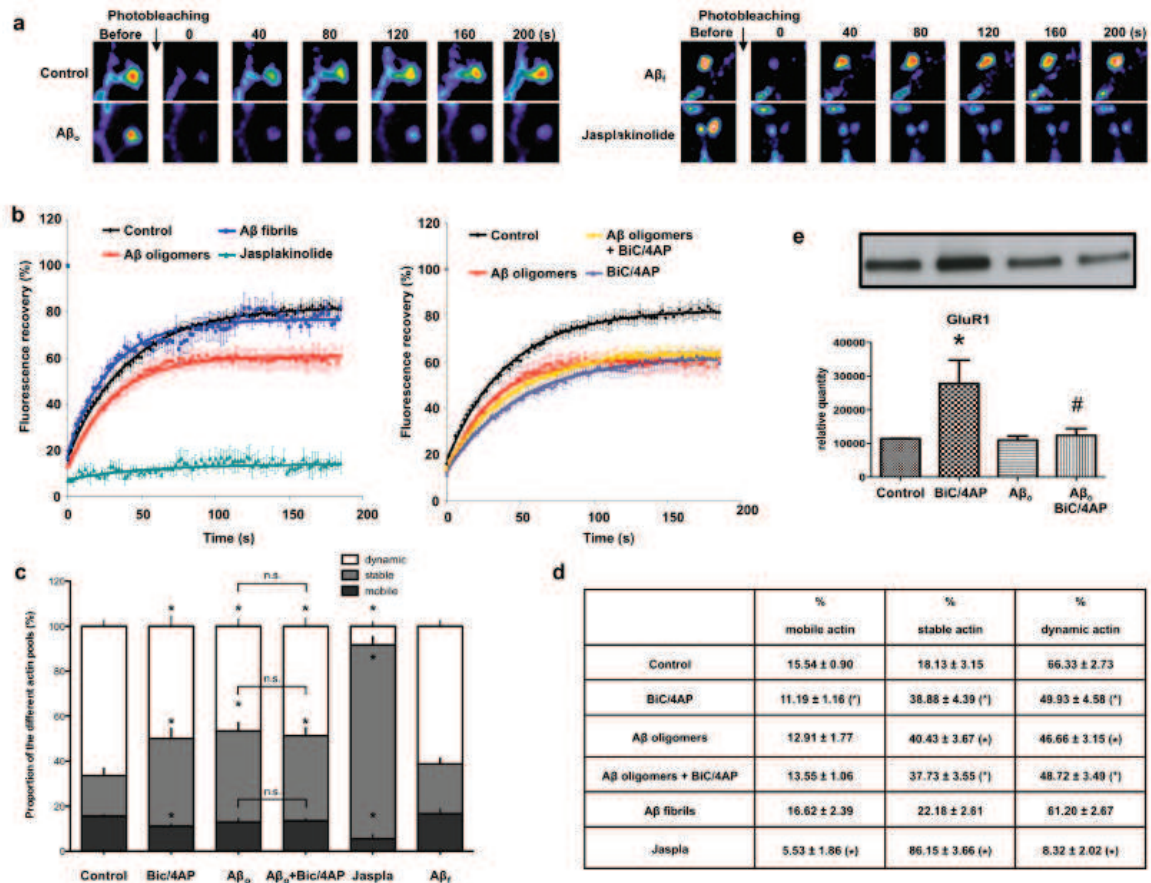 a
Photobleaching
Before 0 40 80 120 160 200 (s)
Control
Aβo
Photobleaching
Before 0 40 80 120 160 200 (s)
Aβf
Jasplakinolide
b
Control
Aβ fibrils
Aβ oligomers
Jasplakinolide
Fluorescence recovery (%)
120
100
80
60
40
20
0
0 50 100 150 200
Time (s)
Control
Aβ oligomers + BiC/4AP
Aβ oligomers
BiC/4AP
Fluorescence recovery (%)
120
100
80
60
40
20
0
0 50 100 150 200
Time (s)
e
GluR1
relative quantity
40000
30000
20000
10000
0
*
#
Control BiC/4AP Aβo Aβo BiC/4AP
c
dynamic
stable
mobile
Proportion of the different actin pools (%)
120
100
80
60
40
20
0
n.s.
* * * *
n.s.
* * * *
n.s.
* *
Control Bic/4AP Aβo Aβo+Bic/4AP Jaspla Aβf
d
% % %
mobile actin stable actin dynamic actin
Control 15.54 ± 0.90 18.13 ± 3.15 66.33 ± 2.73
BiC/4AP 11.19 ± 1.16 (*) 38.88 ± 4.39 (*) 49.93 ± 4.58 (*)
Aβ oligomers 12.91 ± 1.77 40.43 ± 3.67 (*) 46.66 ± 3.15 (*)
Aβ oligomers + BiC/4AP 13.55 ± 1.06 37.73 ± 3.55 (*) 48.72 ± 3.49 (*)
Aβ fibrils 16.62 ± 2.39 22.18 ± 2.61 61.20 ± 2.67
Jaspla 5.53 ± 1.86 (*) 86.15 ± 3.66 (*) 8.32 ± 2.02 (*)